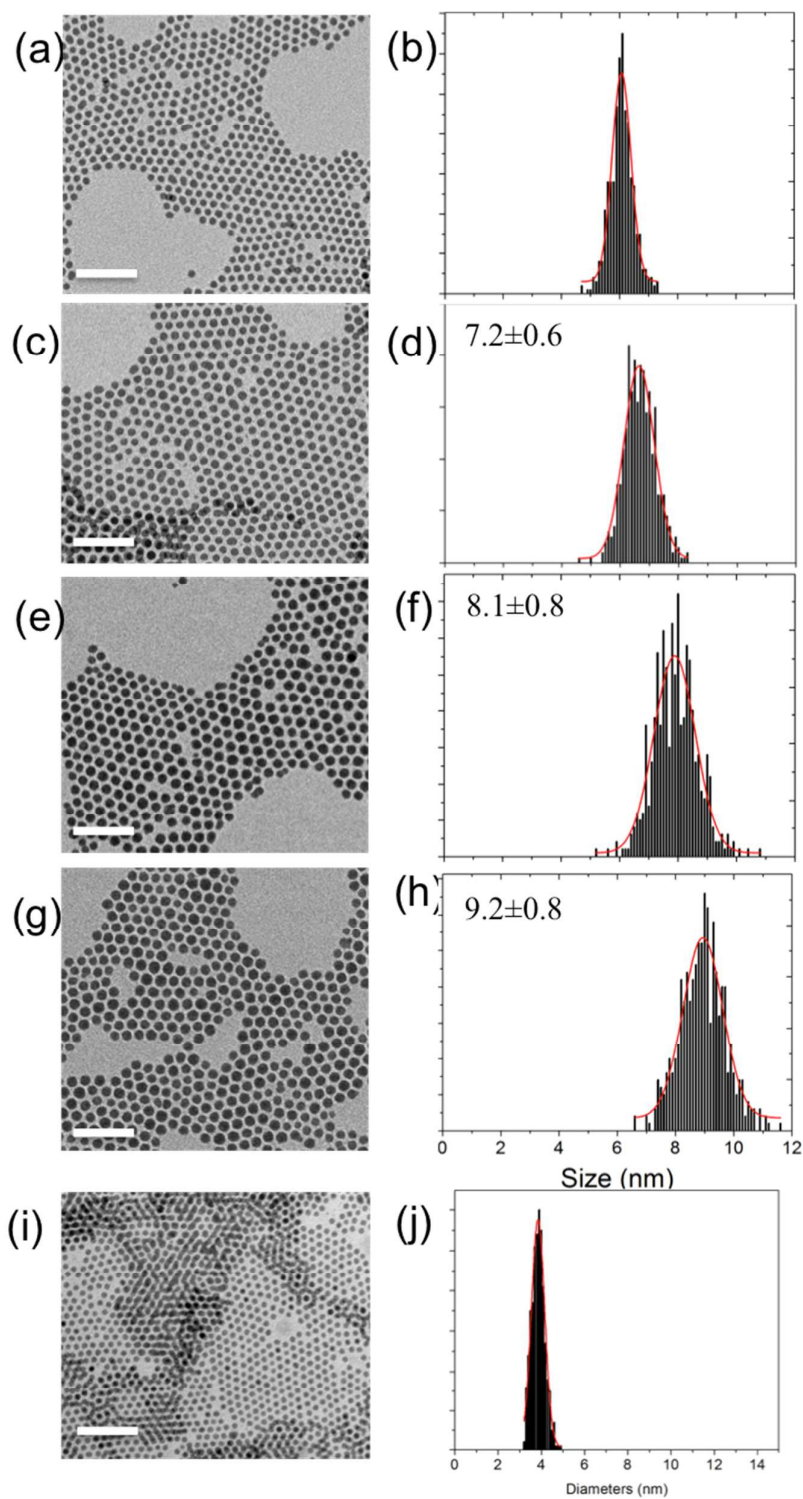 (a) (b)
(c) (d) 7.2±0.6
(e) (f) 8.1±0.8
(g) (h) 9.2±0.8
0 2 4 6 8 10 12
Size (nm)
(i) (j)
0 2 4 6 8 10 12 14
Diameters (nm)